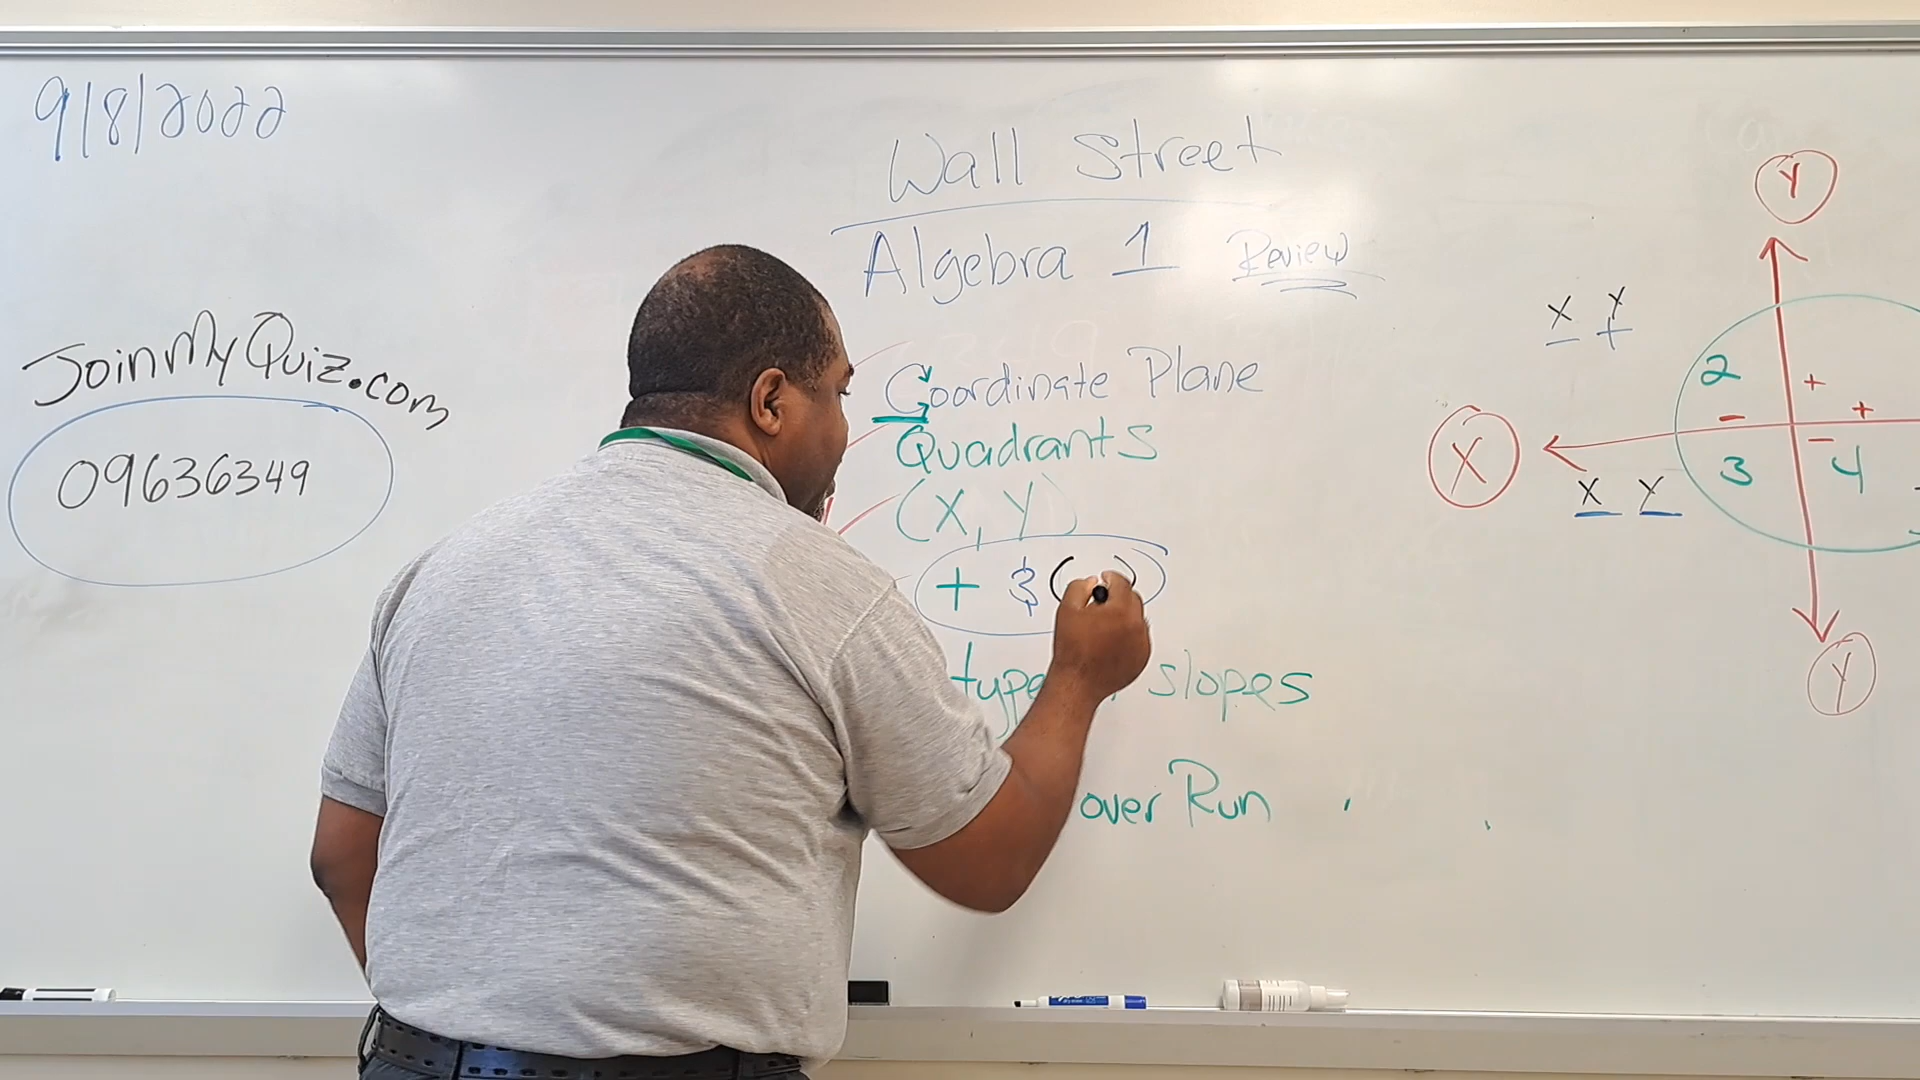 9/8/2022
JoinMyQuiz.com
09636349
Wall Street
Algebra 1 Review
Coordinate Plane
Quadrants
(X, Y)
+ & ( )
type slopes
over Run
Y
X Y
2 +
- +
X
3 - 4
X Y
Y